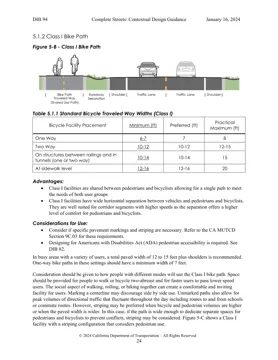 DIB 94 Complete Streets: Contextual Design Guidance January 16, 2024
5.1.2 Class I Bike Path
Figure 5-B - Class I Bike Path
Bike Path
Traveled Way
(Shared Use Path)
Roadway
Separation
Shoulder
Traffic Lane
Traffic Lane
Shoulder
Table 5.1.1 Standard Bicycle Traveled Way Widths (Class I)
Bicycle Facility Placement Minimum (ft) Preferred (ft) Practical Maximum (ft)
One Way 6-7 7 8
Two Way 10-12 10-12 12-15
On structures between railings and in
tunnels (one or two way) 10-14 10-14 15
At sidewalk level 12-16 12-16 20
Advantages:
• Class I facilities are shared between pedestrians and bicyclists allowing for a single path to meet
the needs of both user groups.
• Class I facilities have wide horizontal separation between vehicles and pedestrians and bicyclists.
They are well suited for corridor segments with higher speeds as the separation offers a higher
level of comfort for pedestrians and bicyclists.
Considerations for Use:
• Consider if specific pavement markings and striping are necessary. Refer to the CA MUTCD
Section 9C.03 for these requirements.
• Designing for Americans with Disabilities Act (ADA) pedestrian accessibility is required. See
DIB 82.
In busy areas with a variety of users, a total paved width of 12 to 15 feet plus shoulders is recommended.
One-way bike paths in these settings should have a minimum width of 7 feet.
Consideration should be given to how people with different modes will use the Class I bike path. Space
should be provided for people to walk or bicycle two-abreast and for faster users to pass lower speed
users. The social aspect of walking, rolling, or biking together can create a comfortable and inviting
facility for users. Marking a centerline may discourage side by side use. Unmarked paths also allow for
peak volumes of directional traffic that fluctuate throughout the day including routes to and from schools
or commute routes. However, striping may be preferred when bicycle and pedestrian volumes are higher
or when the paved width is wider. In this case, if the path is wide enough to dedicate separate spaces for
pedestrians and bicyclists to prevent conflicts, striping may be considered. Figure 5-C shows a Class I
facility with a striping configuration that considers pedestrian use.
© 2024 California Department of Transportation - All Rights Reserved
24